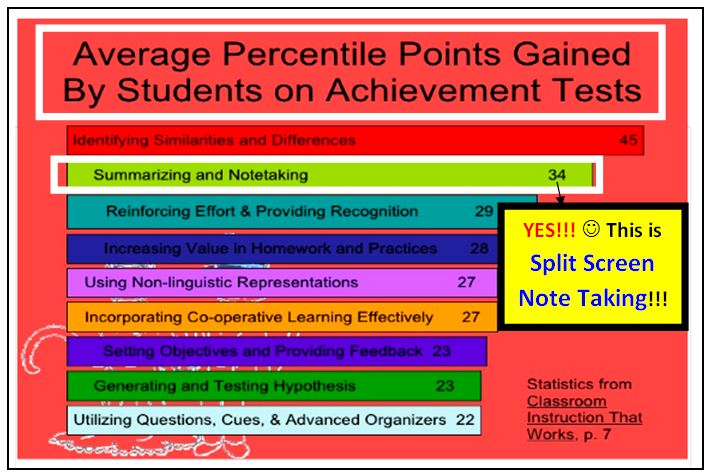 Average Percentile Points Gained
By Students on Achievement Tests
Identifying Similarities and Differences 45
Summarizing and Notetaking 34
Reinforcing Effort & Providing Recognition 29
Increasing Value in Homework and Practices 28
Using Non-linguistic Representations 27
Incorporating Co-operative Learning Effectively 27
Setting Objectives and Providing Feedback 23
Generating and Testing Hypothesis 23
Utilizing Questions, Cues, & Advanced Organizers 22
YES!!! ☺ This is
Split Screen
Note Taking!!!
Statistics from
Classroom
Instruction That
Works, p. 7